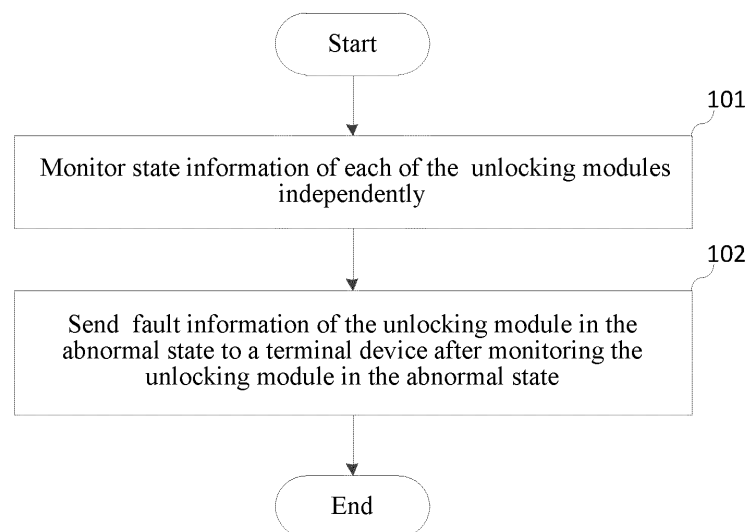 Start
101
Monitor state information of each of the unlocking modules
independently
102
Send fault information of the unlocking module in the
abnormal state to a terminal device after monitoring the
unlocking module in the abnormal state
End